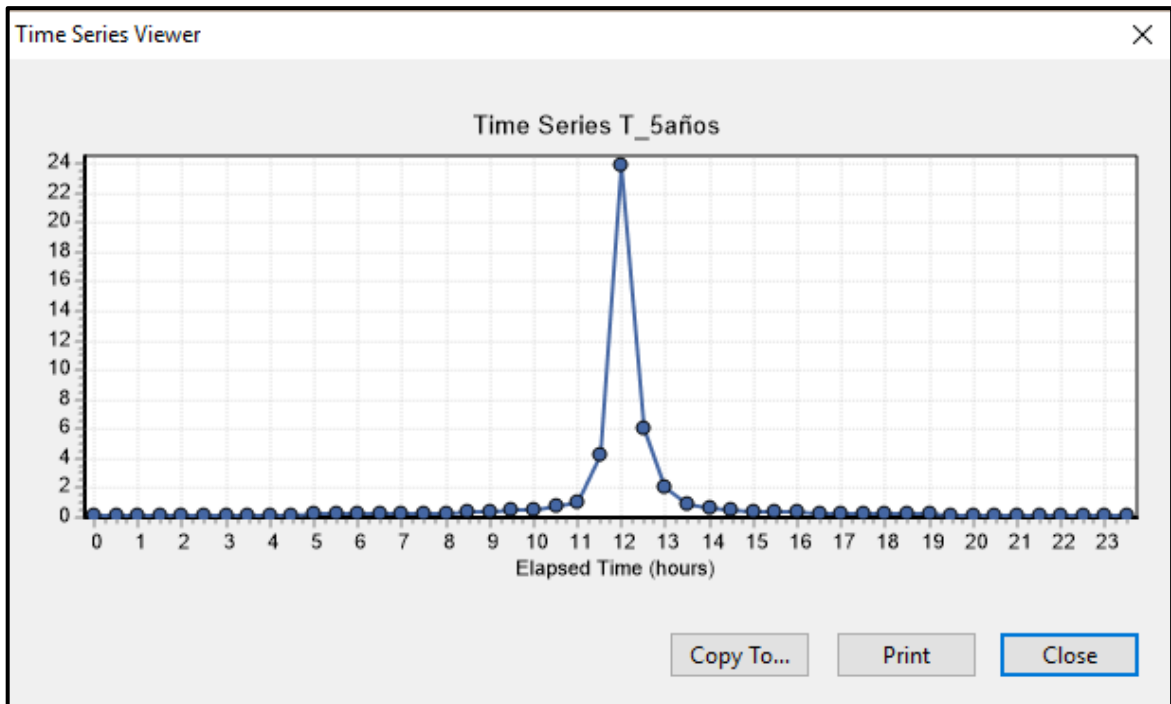 Time Series Viewer
Time Series T_5años
24
22
20
18
16
14
12
10
8
6
4
2
0
0 1 2 3 4 5 6 7 8 9 10 11 12 13 14 15 16 17 18 19 20 21 22 23
Elapsed Time (hours)
Copy To... Print Close